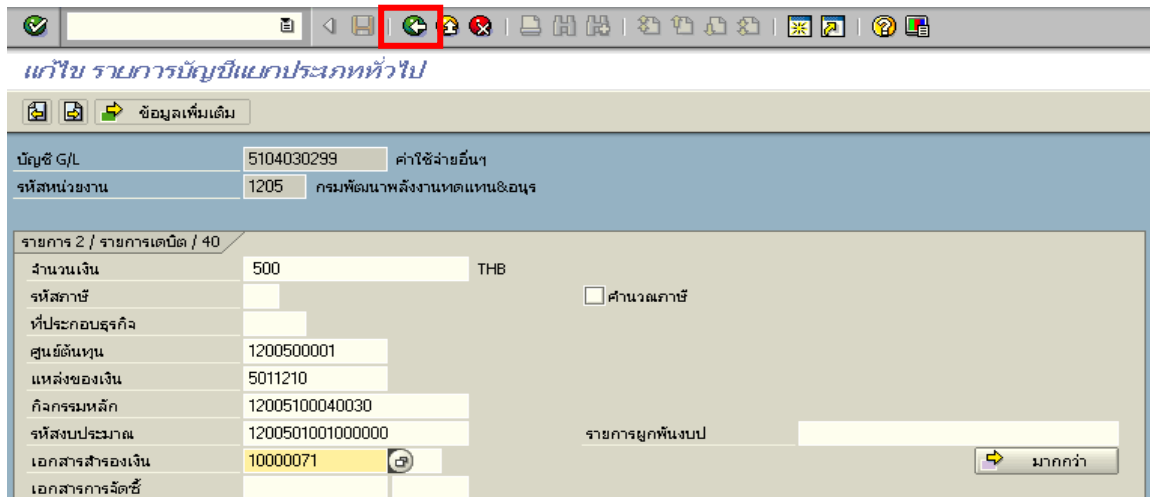 แก้ไข รายการบัญชีแยกประเภททั่วไป
ข้อมูลเพิ่มเติม
บัญชี G/L 5104030299 ค่าใช้จ่ายอื่นๆ
รหัสหน่วยงาน 1205 กรมพัฒนาพลังงานทดแทน&อนุร
รายการ 2 / รายการเดบิต / 40
จำนวนเงิน 500 THB
รหัสภาษี คำนวณภาษี
ที่ประกอบธุรกิจ
ศูนย์ต้นทุน 1200500001
แหล่งของเงิน 5011210
กิจกรรมหลัก 12005100040030
รหัสงบประมาณ 1200501001000000 รายการผูกพันงบป
เอกสารสำรองเงิน 10000071 มากกว่า
เอกสารการจัดซื้